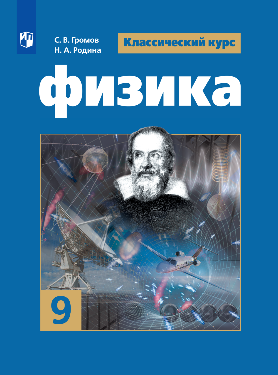 С. В. Громов
Н. А. Родина
Классический курс
физика
9